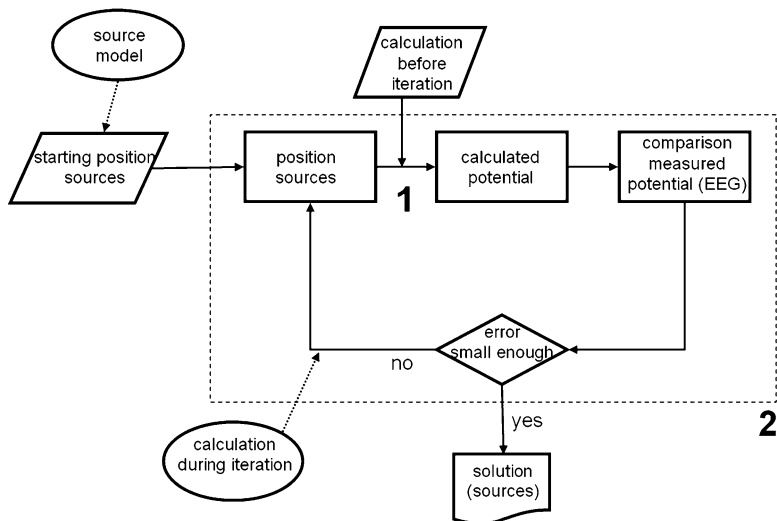 source
model
calculation
before
iteration
starting position
sources
position
sources
1
calculated
potential
comparison
measured
potential (EEG)
error
small enough
no
yes
2
calculation
during iteration
solution
(sources)